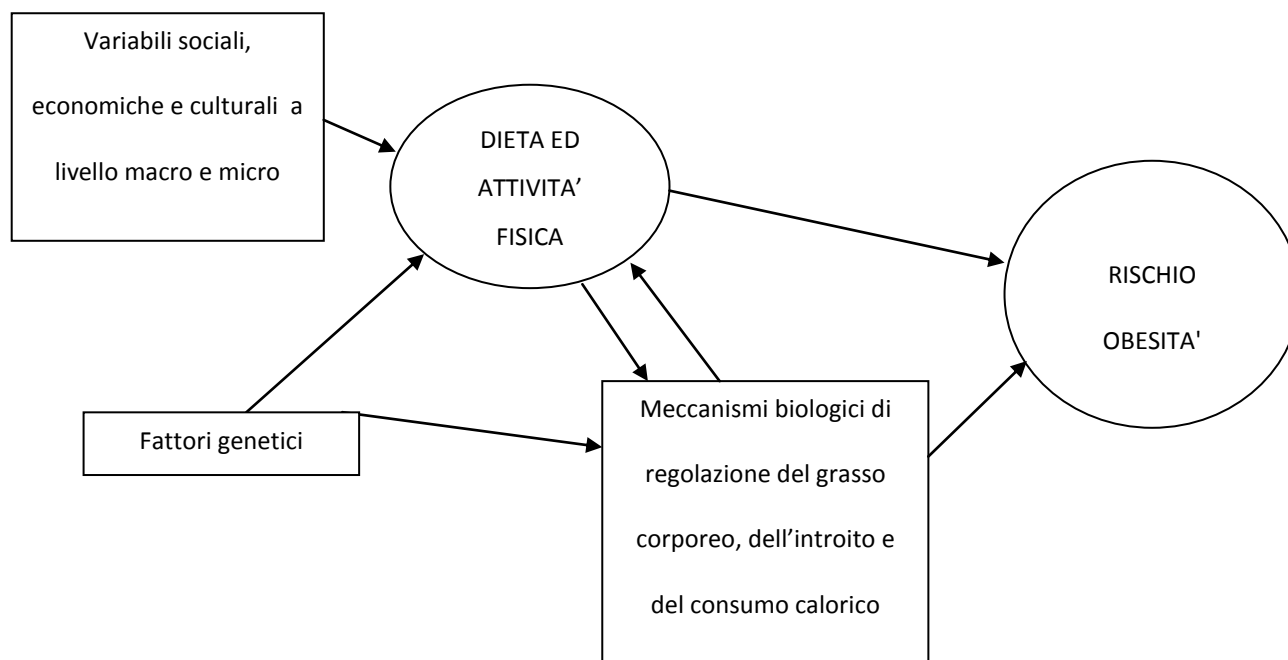 Variabili sociali,
economiche e culturali a
livello macro e micro
DIETA ED
ATTIVITA’
FISICA
RISCHIO
OBESITA'
Fattori genetici
Meccanismi biologici di
regolazione del grasso
corporeo, dell’introito e
del consumo calorico